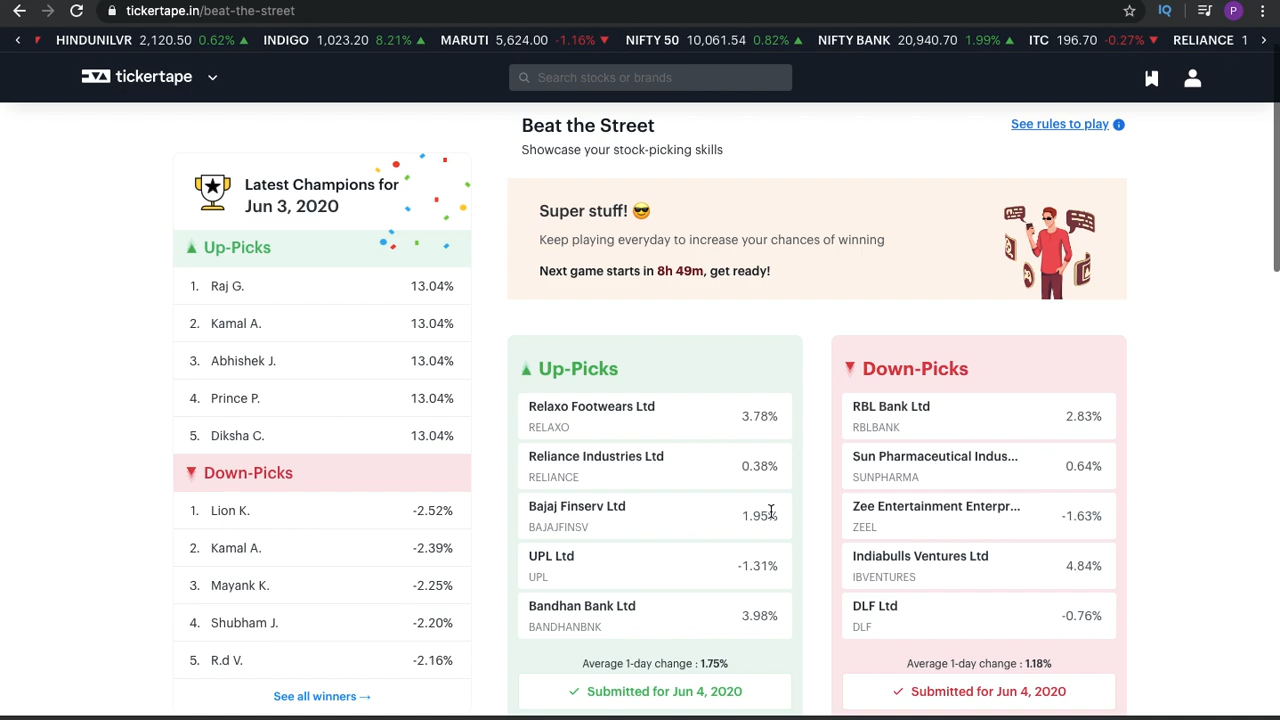 tickertape.in/beat-the-street
IQ
P
HINDUNILVR 2,120.50 0.62% INDIGO 1,023.20 8.21% MARUTI 5,624.00 -1.16% NIFTY 50 10,061.54 0.82% NIFTY BANK 20,940.70 1.99% ITC 196.70 -0.27% RELIANCE 1
tickertape
Search stocks or brands
Beat the Street
See rules to play
Showcase your stock-picking skills
Latest Champions for
Jun 3, 2020
Up-Picks
1. Raj G. 13.04%
2. Kamal A. 13.04%
3. Abhishek J. 13.04%
4. Prince P. 13.04%
5. Diksha C. 13.04%
Down-Picks
1. Lion K. -2.52%
2. Kamal A. -2.39%
3. Mayank K. -2.25%
4. Shubham J. -2.20%
5. R.d V. -2.16%
See all winners →
Super stuff! 😎
Keep playing everyday to increase your chances of winning
Next game starts in 8h 49m, get ready!
Up-Picks
Relaxo Footwears Ltd
RELAXO
3.78%
Reliance Industries Ltd
RELIANCE
0.38%
Bajaj Finserv Ltd
BAJAJFINSV
1.95%
UPL Ltd
UPL
-1.31%
Bandhan Bank Ltd
BANDHANBNK
3.98%
Average 1-day change : 1.75%
Submitted for Jun 4, 2020
Down-Picks
RBL Bank Ltd
RBLBANK
2.83%
Sun Pharmaceutical Indus...
SUNPHARMA
0.64%
Zee Entertainment Enterpr...
ZEEL
-1.63%
Indiabulls Ventures Ltd
IBVENTURES
4.84%
DLF Ltd
DLF
-0.76%
Average 1-day change : 1.18%
Submitted for Jun 4, 2020